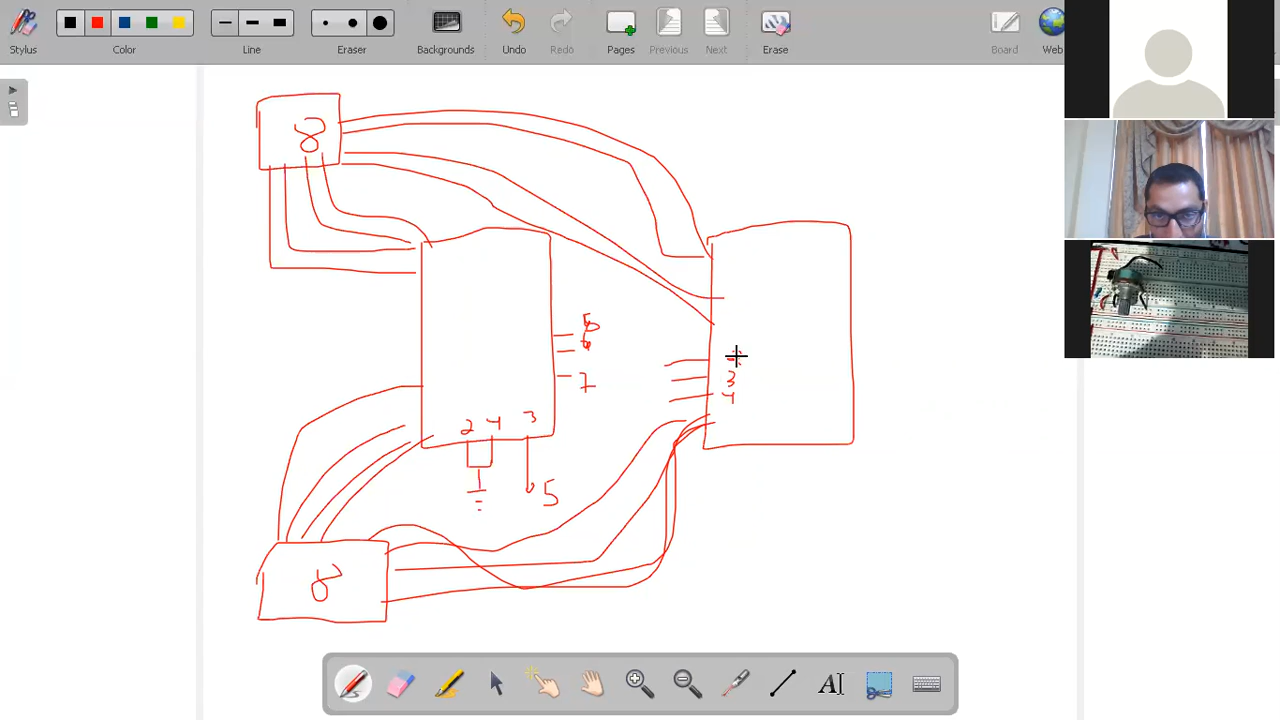 Stylus
Color
Line
Eraser
Backgrounds
Undo
Redo
Pages
Previous
Next
Erase
Board
Web
8
6
7
2 4 3
5
3
4
8